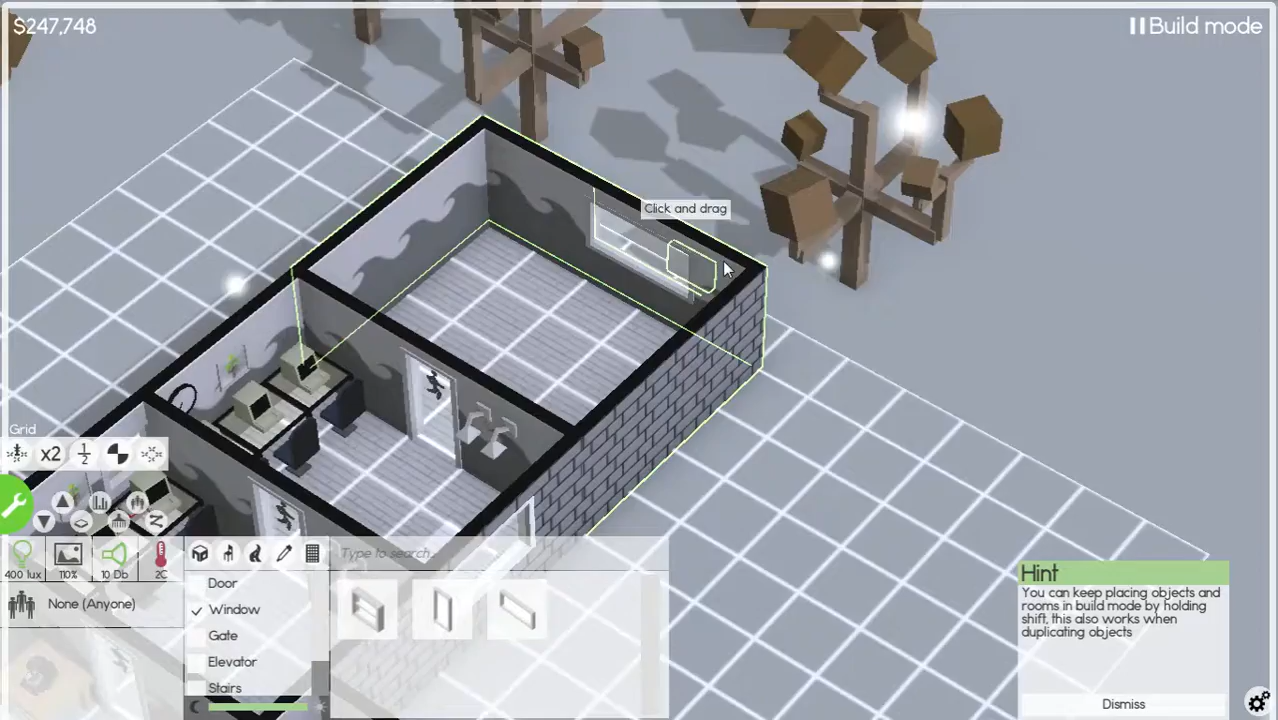 $247,748
Build mode
Click and drag
Grid
x2
1/2
400 lux
110%
10 Db
2C
None (Anyone)
Type to search...
Door
Window
Gate
Elevator
Stairs
Hint
You can keep placing objects and
rooms in build mode by holding
shift, this also works when
duplicating objects
Dismiss